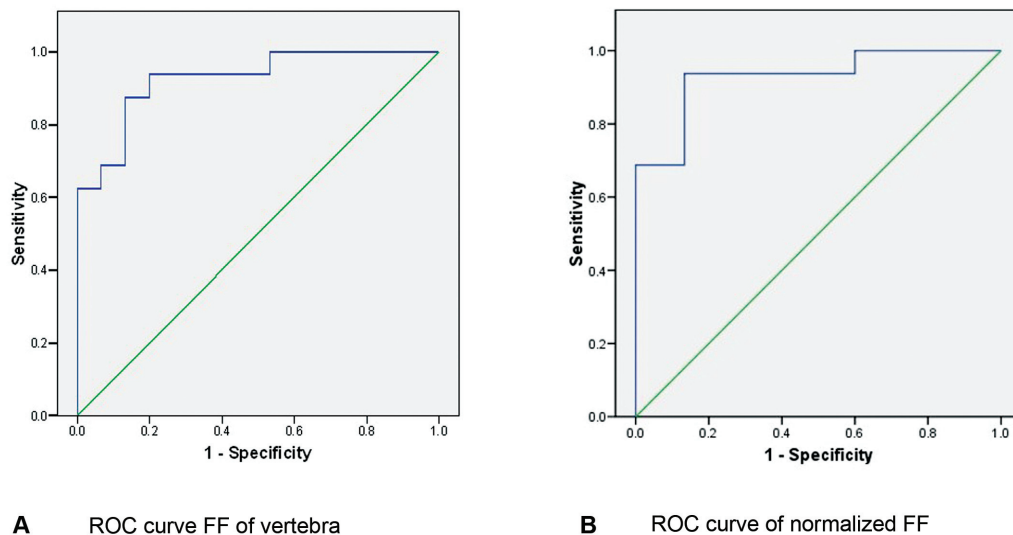 1.0
0.8
0.6
0.4
0.2
0.0
Sensitivity
0.0 0.2 0.4 0.6 0.8 1.0
1 - Specificity
A ROC curve FF of vertebra
1.0
0.8
0.6
0.4
0.2
0.0
Sensitivity
0.0 0.2 0.4 0.6 0.8 1.0
1 - Specificity
B ROC curve of normalized FF